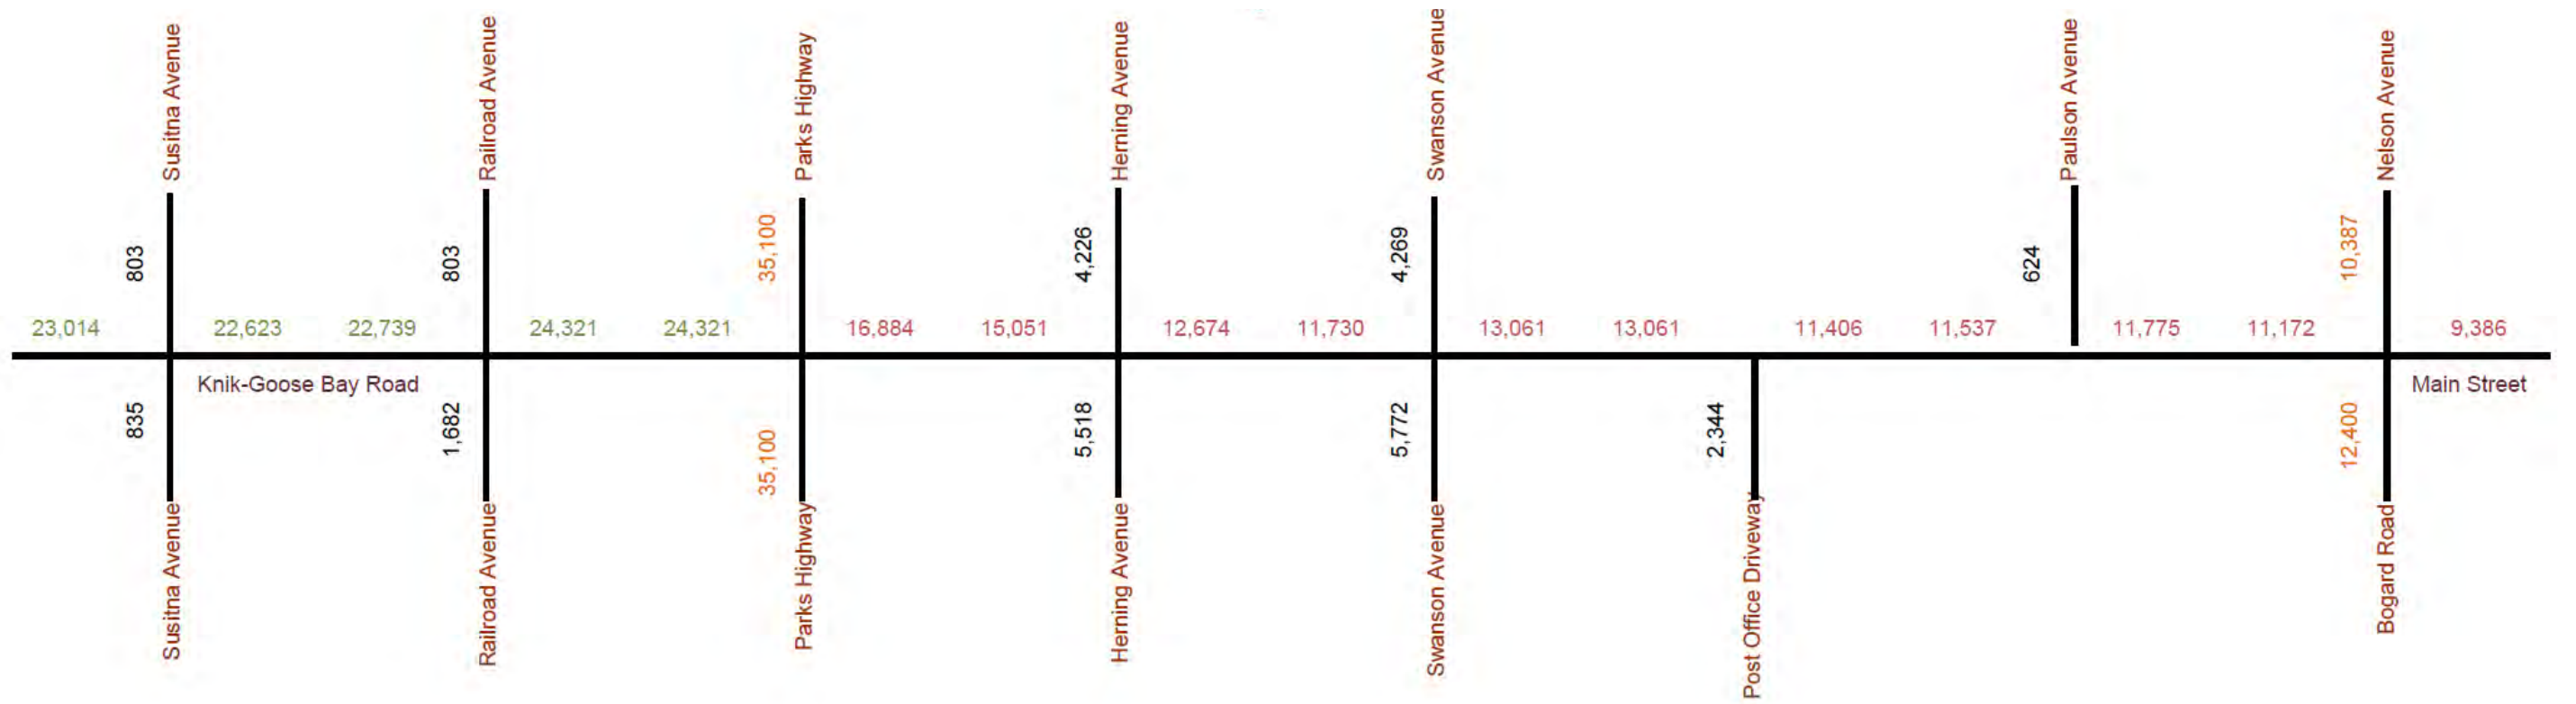 Susitna Avenue
Railroad Avenue
Parks Highway
Herning Avenue
Swanson Avenue
Paulson Avenue
Nelson Avenue
803
803
35,100
4,226
4,269
624
10,387
23,014
22,623
22,739
24,321
24,321
16,884
15,051
12,674
11,730
13,061
13,061
11,406
11,537
11,775
11,172
9,386
Knik-Goose Bay Road
Main Street
835
1,682
35,100
5,518
5,772
2,344
12,400
Susitna Avenue
Railroad Avenue
Parks Highway
Herning Avenue
Swanson Avenue
Post Office Driveway
Bogard Road